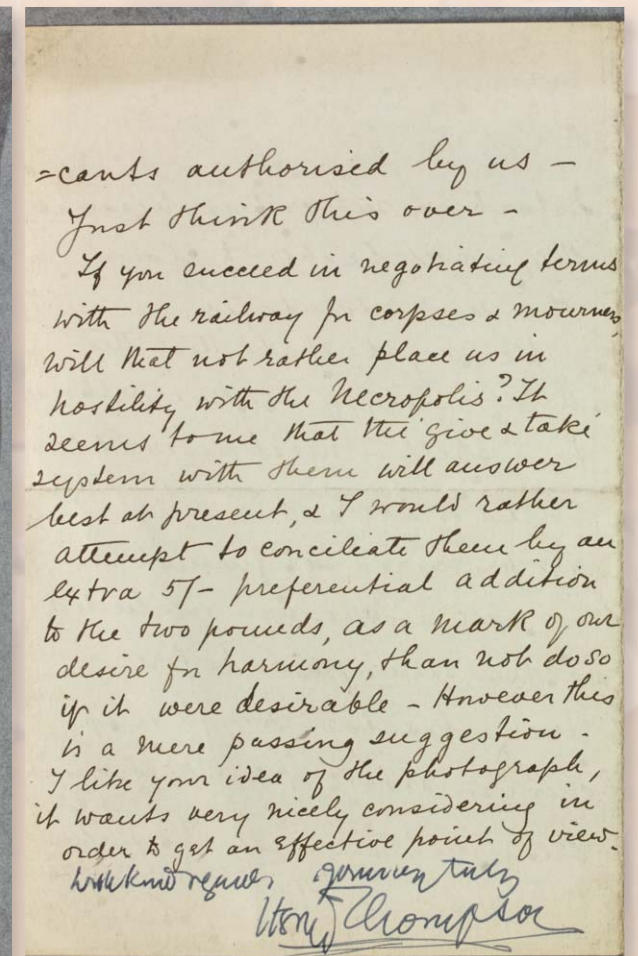 =cants authorised by us –
Just think this over –
If you succeed in negotiating terms
with the railway for corpses & mourners,
will that not rather place us in
hostility with the Necropolis? It
seems to me that the 'give & take'
system with them will answer
best at present, & I would rather
attempt to conciliate them by an
extra 5/- preferential addition
to the two pounds, as a mark of our
desire for harmony, than not do so
if it were desirable – However this
is a mere passing suggestion –
I like your idea of the photograph,
it wants very nicely considering in
order to get an effective point of view.
With kind regards, yours very truly
Henry Thompson